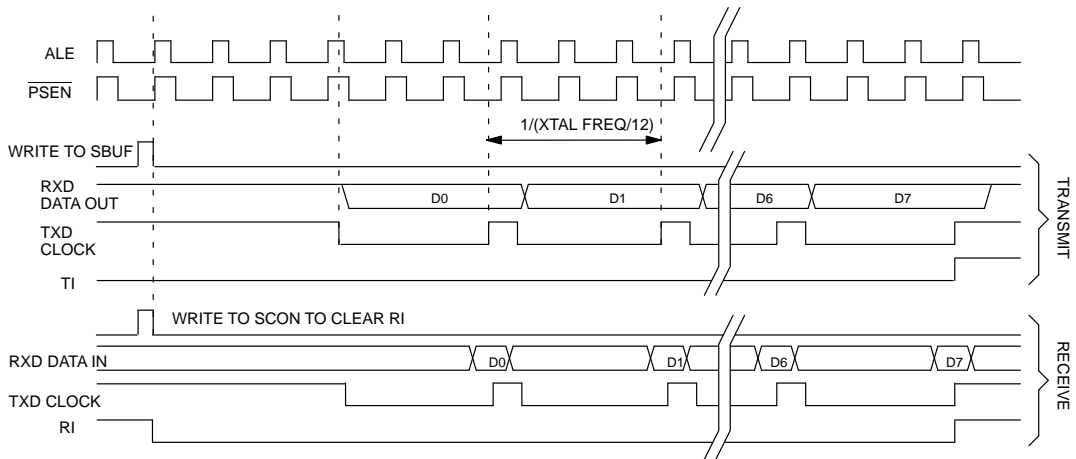 ALE
PSEN
1/(XTAL FREQ/12)
WRITE TO SBUF
RXD
DATA OUT
D0
D1
D6
D7
TXD
CLOCK
TI
TRANSMIT
WRITE TO SCON TO CLEAR RI
RXD DATA IN
D0
D1
D6
D7
TXD CLOCK
RI
RECEIVE